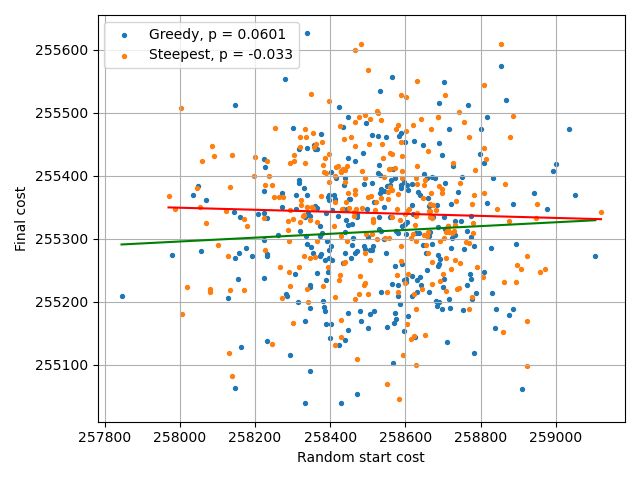 Greedy, p = 0.0601
Steepest, p = -0.033
255600
255500
255400
255300
255200
255100
Final cost
257800 258000 258200 258400 258600 258800 259000
Random start cost